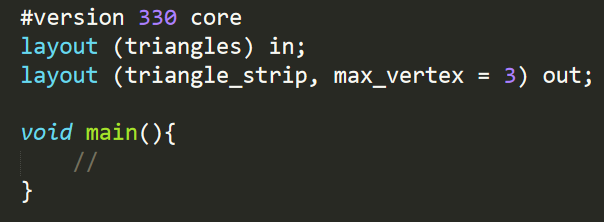 #version 330 core
layout (triangles) in;
layout (triangle_strip, max_vertex = 3) out;
void main(){
//
}